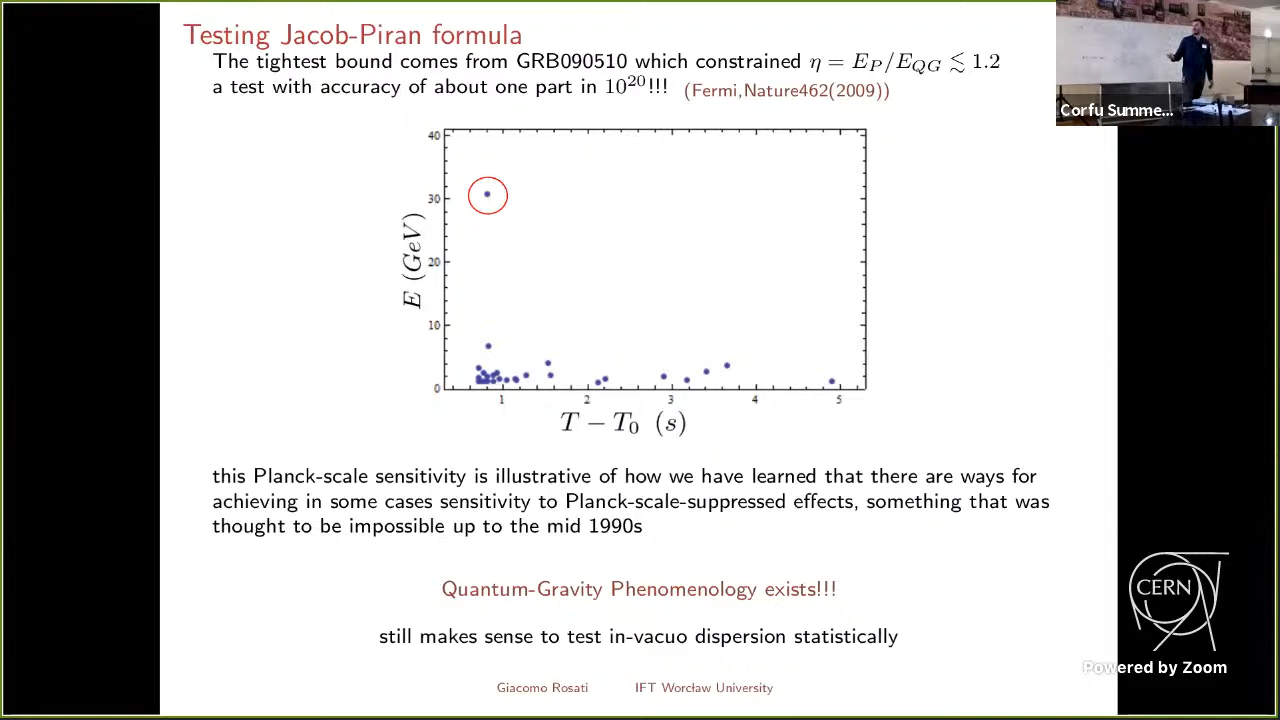 Testing Jacob-Piran formula
The tightest bound comes from GRB090510 which constrained η = E_P/E_QG ≲ 1.2
a test with accuracy of about one part in 10^20!!! (Fermi,Nature462(2009))
Corfu Summe...
40
30
20
10
0
E (GeV)
1 2 3 4 5
T − T_0 (s)
this Planck-scale sensitivity is illustrative of how we have learned that there are ways for
achieving in some cases sensitivity to Planck-scale-suppressed effects, something that was
thought to be impossible up to the mid 1990s
Quantum-Gravity Phenomenology exists!!!
still makes sense to test in-vacuo dispersion statistically
CERN
Powered by Zoom
Giacomo Rosati IFT Worcław University